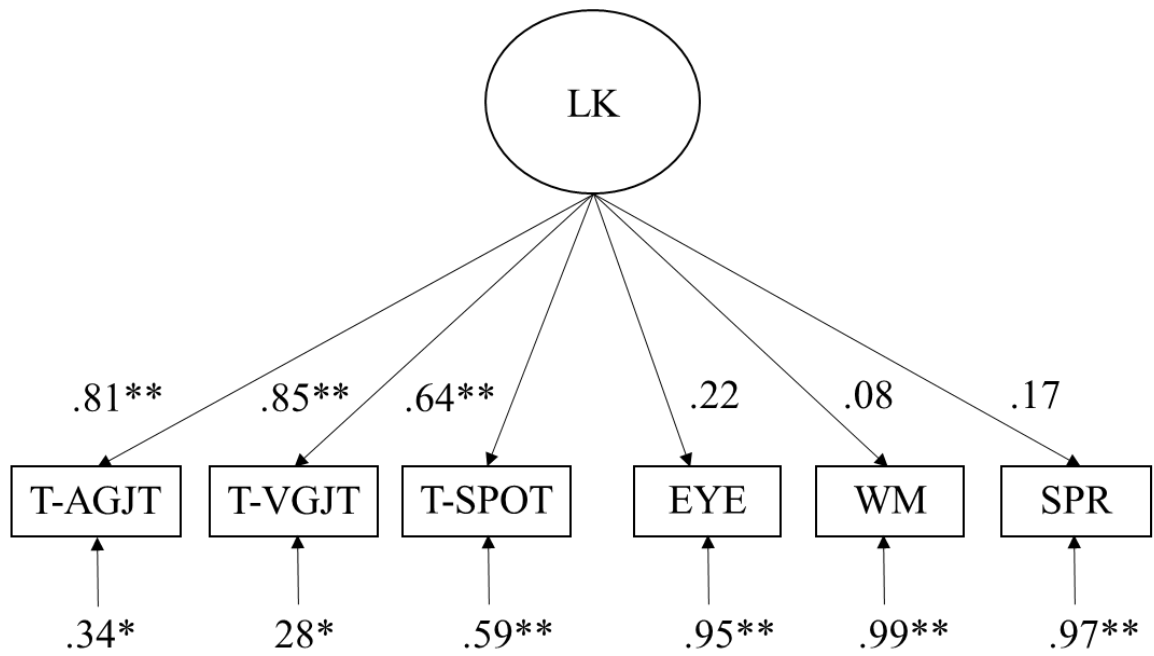 LK
.81** .85** .64** .22 .08 .17
T-AGJT T-VGJT T-SPOT EYE WM SPR
.34* 28* .59** .95** .99** .97**